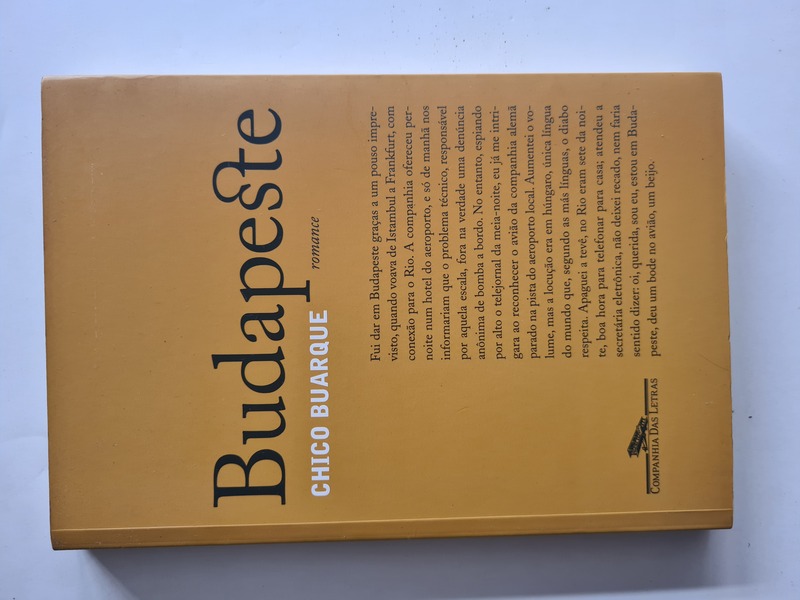 Budapeste
CHICO BUARQUE romance
Fui dar em Budapeste graças a um pouso impre-
visto, quando voava de Istambul a Frankfurt, com
conexão para o Rio. A companhia ofereceu per-
noite num hotel do aeroporto, e só de manhã nos
informariam que o problema técnico, responsável
por aquela escala, fora na verdade uma denúncia
anônima de bomba a bordo. No entanto, espiando
por alto o telejornal da meia-noite, eu já me intri-
gara ao reconhecer o avião da companhia alemã
parado na pista do aeroporto local. Aumentei o vo-
lume, mas a locução era em húngaro, única língua
do mundo que, segundo as más línguas, o diabo
respeita. Apaguei a tevê, no Rio eram sete da noi-
te, boa hora para telefonar para casa; atendeu a
secretária eletrônica, não deixei recado, nem faria
sentido dizer: oi, querida, sou eu, estou em Buda-
peste, deu um bode no avião, um beijo.
COMPANHIA DAS LETRAS